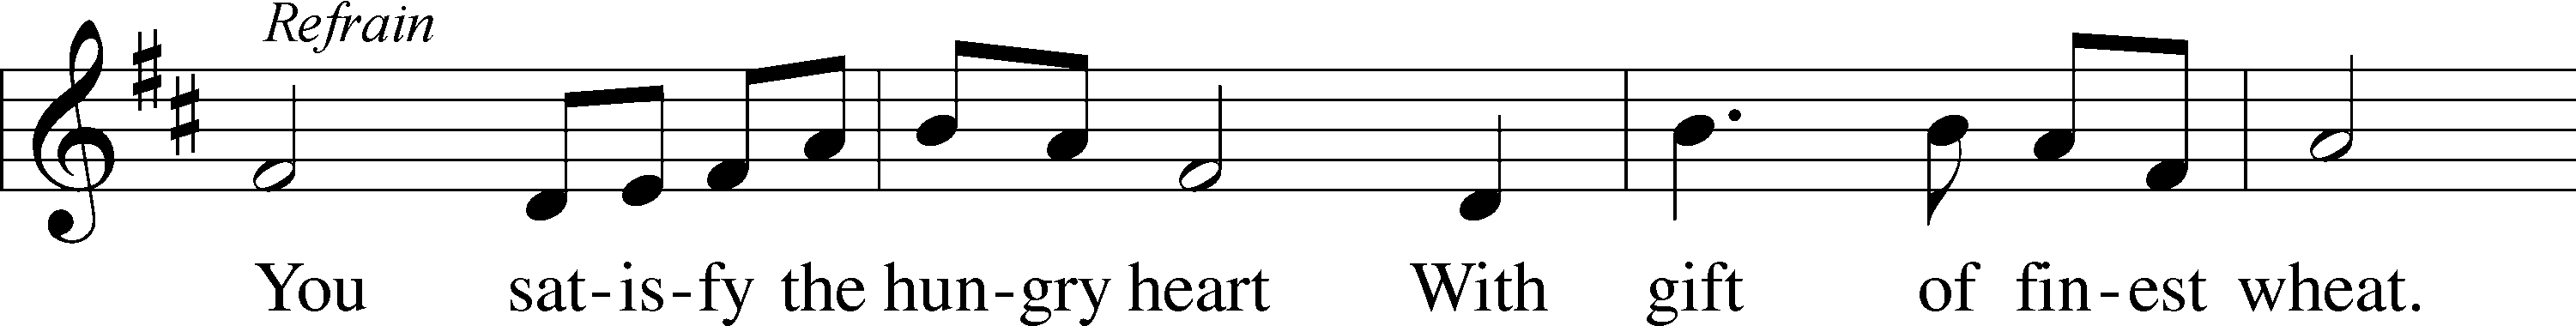 Refrain
You sat-is-fy the hun-gry heart With gift of fin-est wheat.